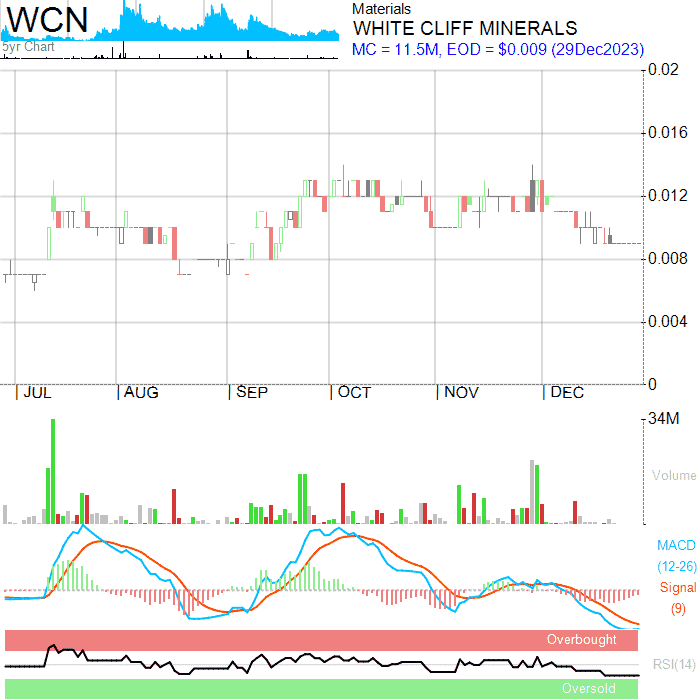 WCN
5yr Chart
Materials
WHITE CLIFF MINERALS
MC = 11.5M, EOD = $0.009 (29Dec2023)
0.02
0.016
0.012
0.008
0.004
0
JUL AUG SEP OCT NOV DEC
34M
Volume
MACD
(12-26)
Signal
(9)
Overbought
RSI(14)
Oversold